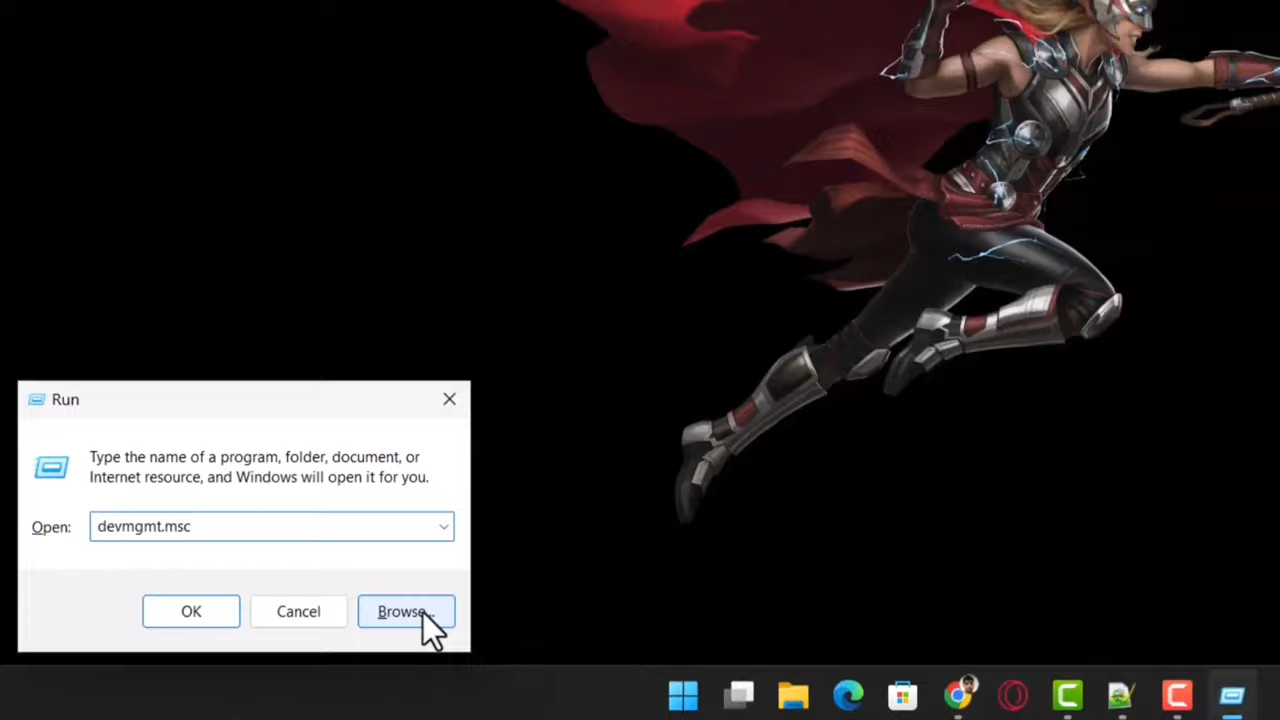 Run
Type the name of a program, folder, document, or
Internet resource, and Windows will open it for you.
Open: devmgmt.msc
OK Cancel Browse...